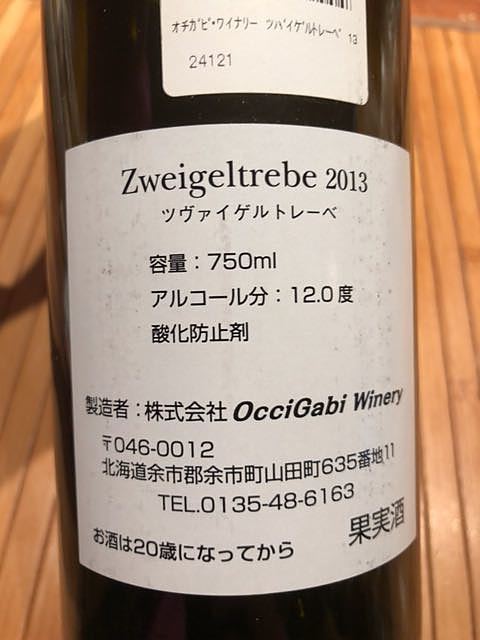 オチガビ・ワイナリー ツバイゲルトレーベ 13
24121
Zweigeltrebe 2013
ツヴァイゲルトレーベ
容量：750ml
アルコール分：12.0度
酸化防止剤
製造者：株式会社 OcciGabi Winery
〒046-0012
北海道余市郡余市町山田町635番地11
TEL.0135-48-6163
お酒は20歳になってから
果実酒